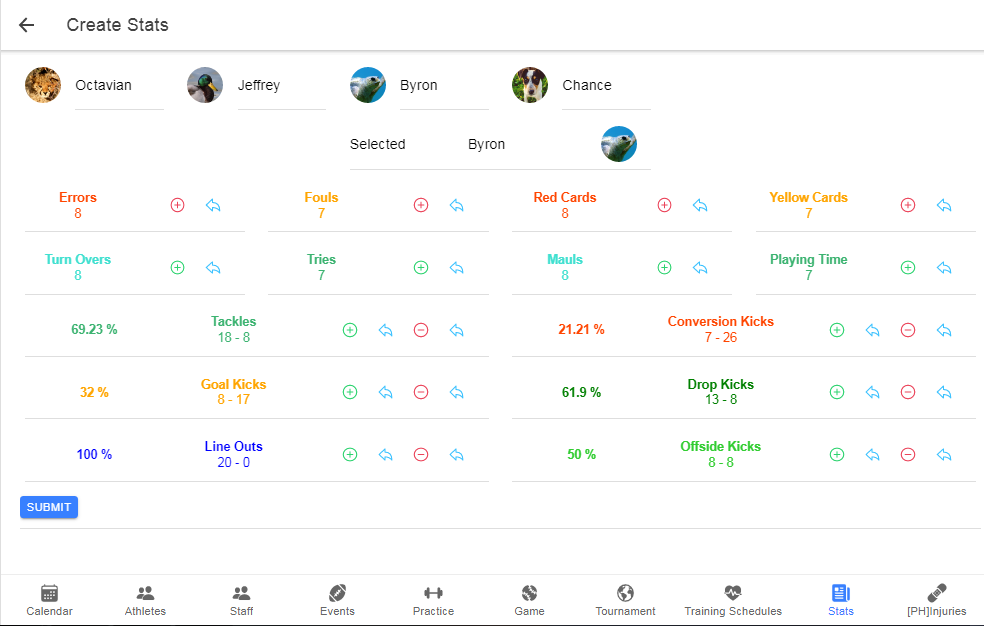 Create Stats
Octavian Jeffrey Byron Chance
Selected Byron
Errors Fouls Red Cards Yellow Cards
8 7 8 7
Turn Overs Tries Mauls Playing Time
8 7 8 7
69.23 % Tackles 21.21 % Conversion Kicks
18 - 8 7 - 26
32 % Goal Kicks 61.9 % Drop Kicks
8 - 17 13 - 8
100 % Line Outs 50 % Offside Kicks
20 - 0 8 - 8
SUBMIT
Calendar Athletes Staff Events Practice Game Tournament Training Schedules Stats [PH]Injuries